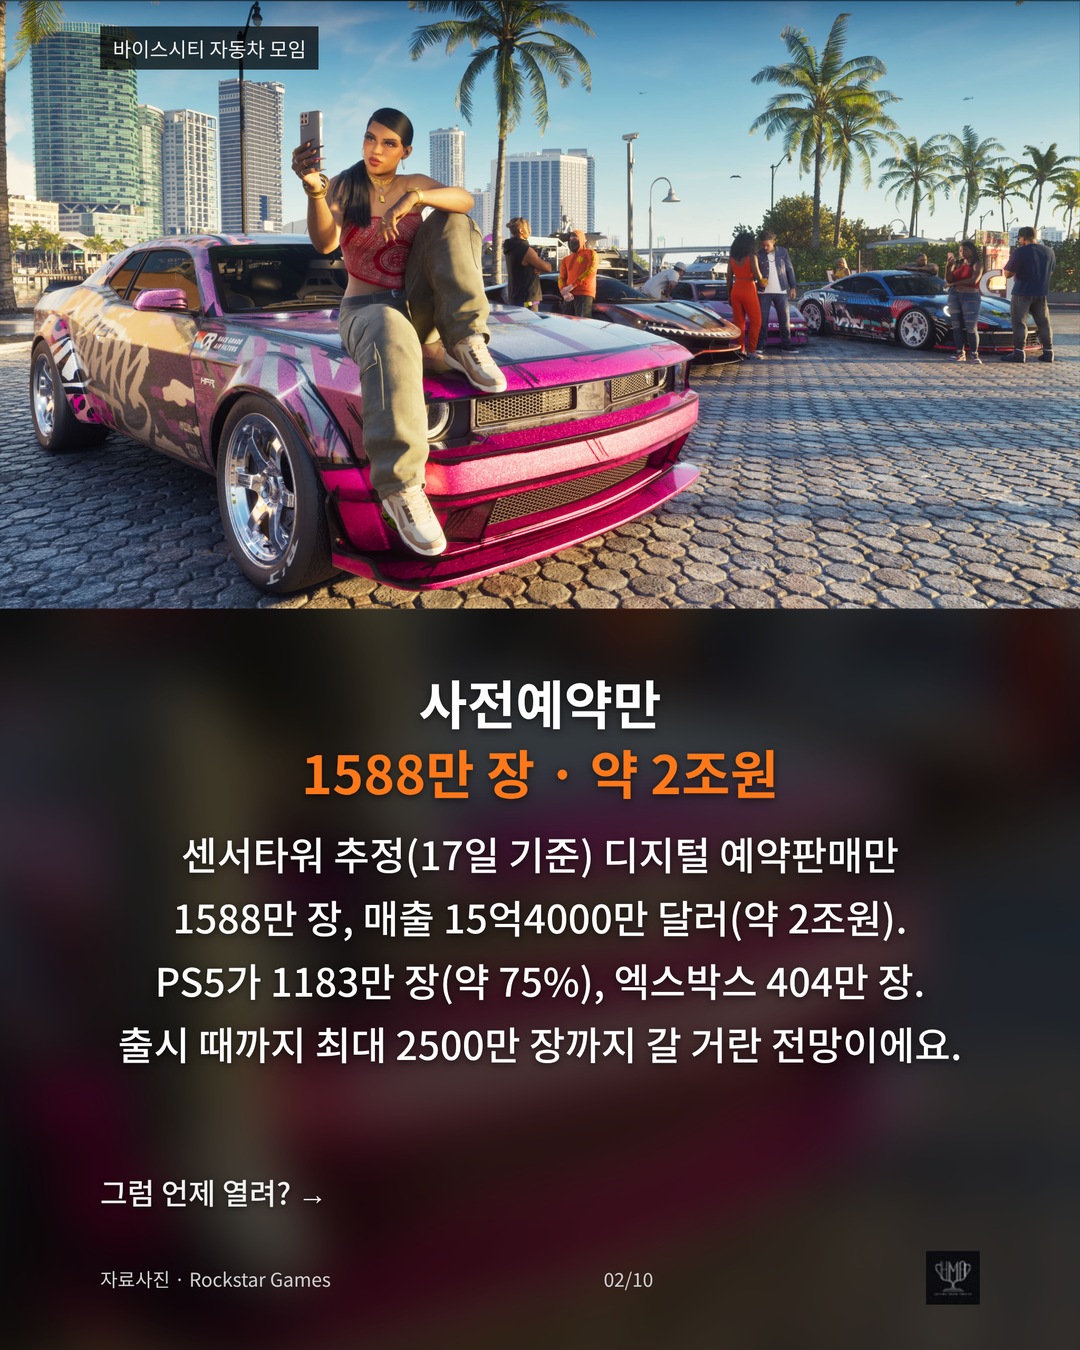 바이스시티 자동차 모임
사전예약만
1588만 장 · 약 2조원
센서타워 추정(17일 기준) 디지털 예약판매만
1588만 장, 매출 15억4000만 달러(약 2조원).
PS5가 1183만 장(약 75%), 엑스박스 404만 장.
출시 때까지 최대 2500만 장까지 갈 거란 전망이에요.
그럼 언제 열려? →
자료사진 · Rockstar Games
02/10